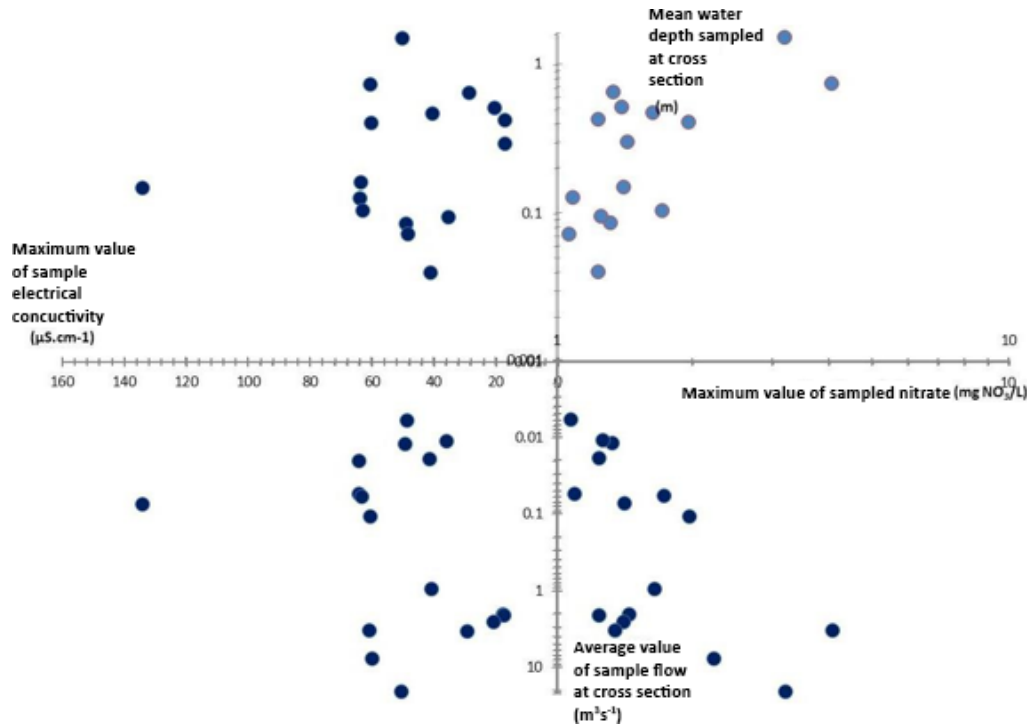 Mean water
depth sampled
at cross
section
(m)
1
0.1
Maximum value
of sample
electrical
concuctivity
(µS.cm-1)
1
10
0.001
160 140 120 100 80 60 40 20 0
10
Maximum value of sampled nitrate (mg NO₃/L)
0.01
0.1
1
10
Average value
of sample flow
at cross section
(m³s⁻¹)